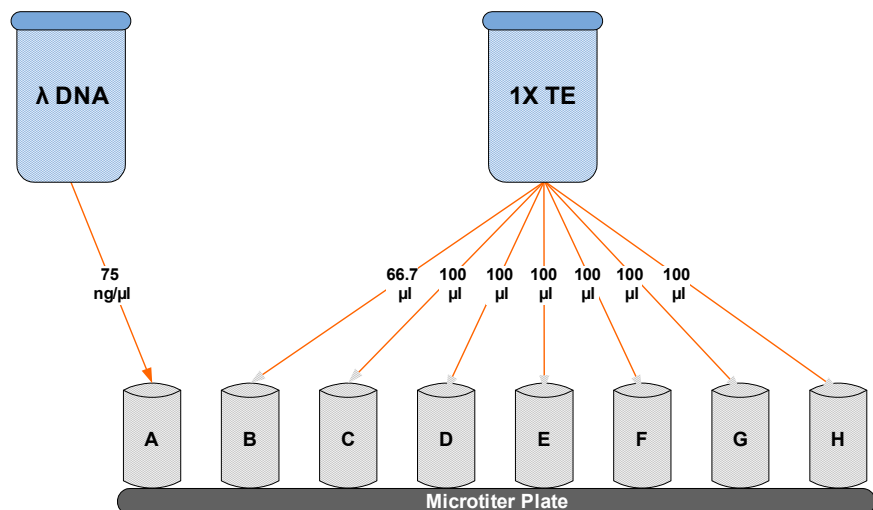 λ DNA
1X TE
75
ng/µl
66.7
µl
100
µl
100
µl
100
µl
100
µl
100
µl
100
µl
A
B
C
D
E
F
G
H
Microtiter Plate